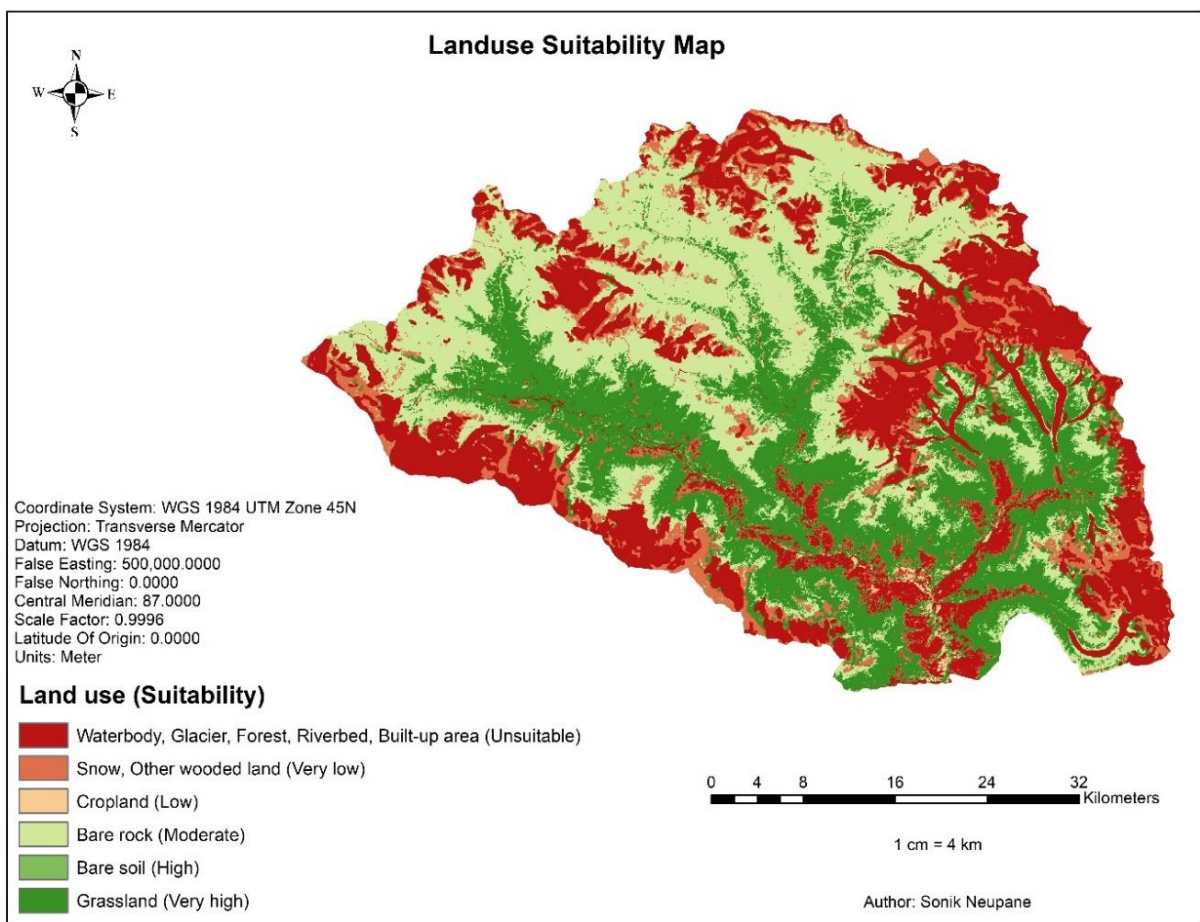 Landuse Suitability Map
N
W E
S
Coordinate System: WGS 1984 UTM Zone 45N
Projection: Transverse Mercator
Datum: WGS 1984
False Easting: 500,000.0000
False Northing: 0.0000
Central Meridian: 87.0000
Scale Factor: 0.9996
Latitude Of Origin: 0.0000
Units: Meter
Land use (Suitability)
Waterbody, Glacier, Forest, Riverbed, Built-up area (Unsuitable)
Snow, Other wooded land (Very low)
Cropland (Low)
Bare rock (Moderate)
Bare soil (High)
Grassland (Very high)
0 4 8 16 24 32
Kilometers
1 cm = 4 km
Author: Sonik Neupane